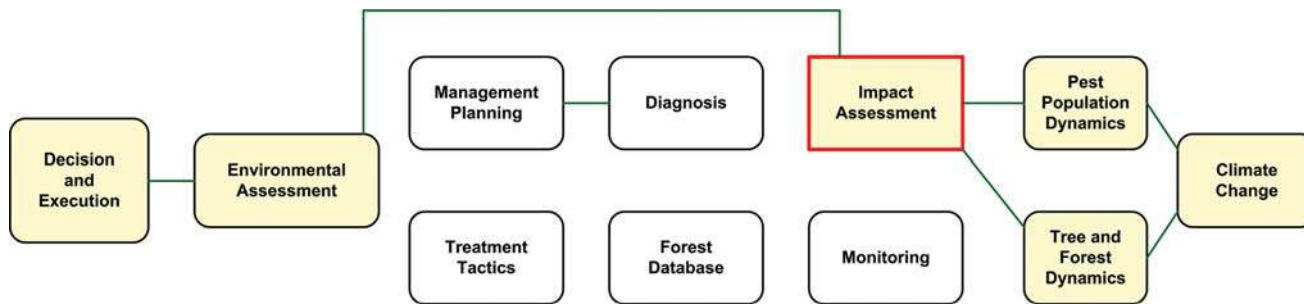 Decision
and
Execution
Environmental
Assessment
Management
Planning
Diagnosis
Impact
Assessment
Pest
Population
Dynamics
Climate
Change
Treatment
Tactics
Forest
Database
Monitoring
Tree and
Forest
Dynamics